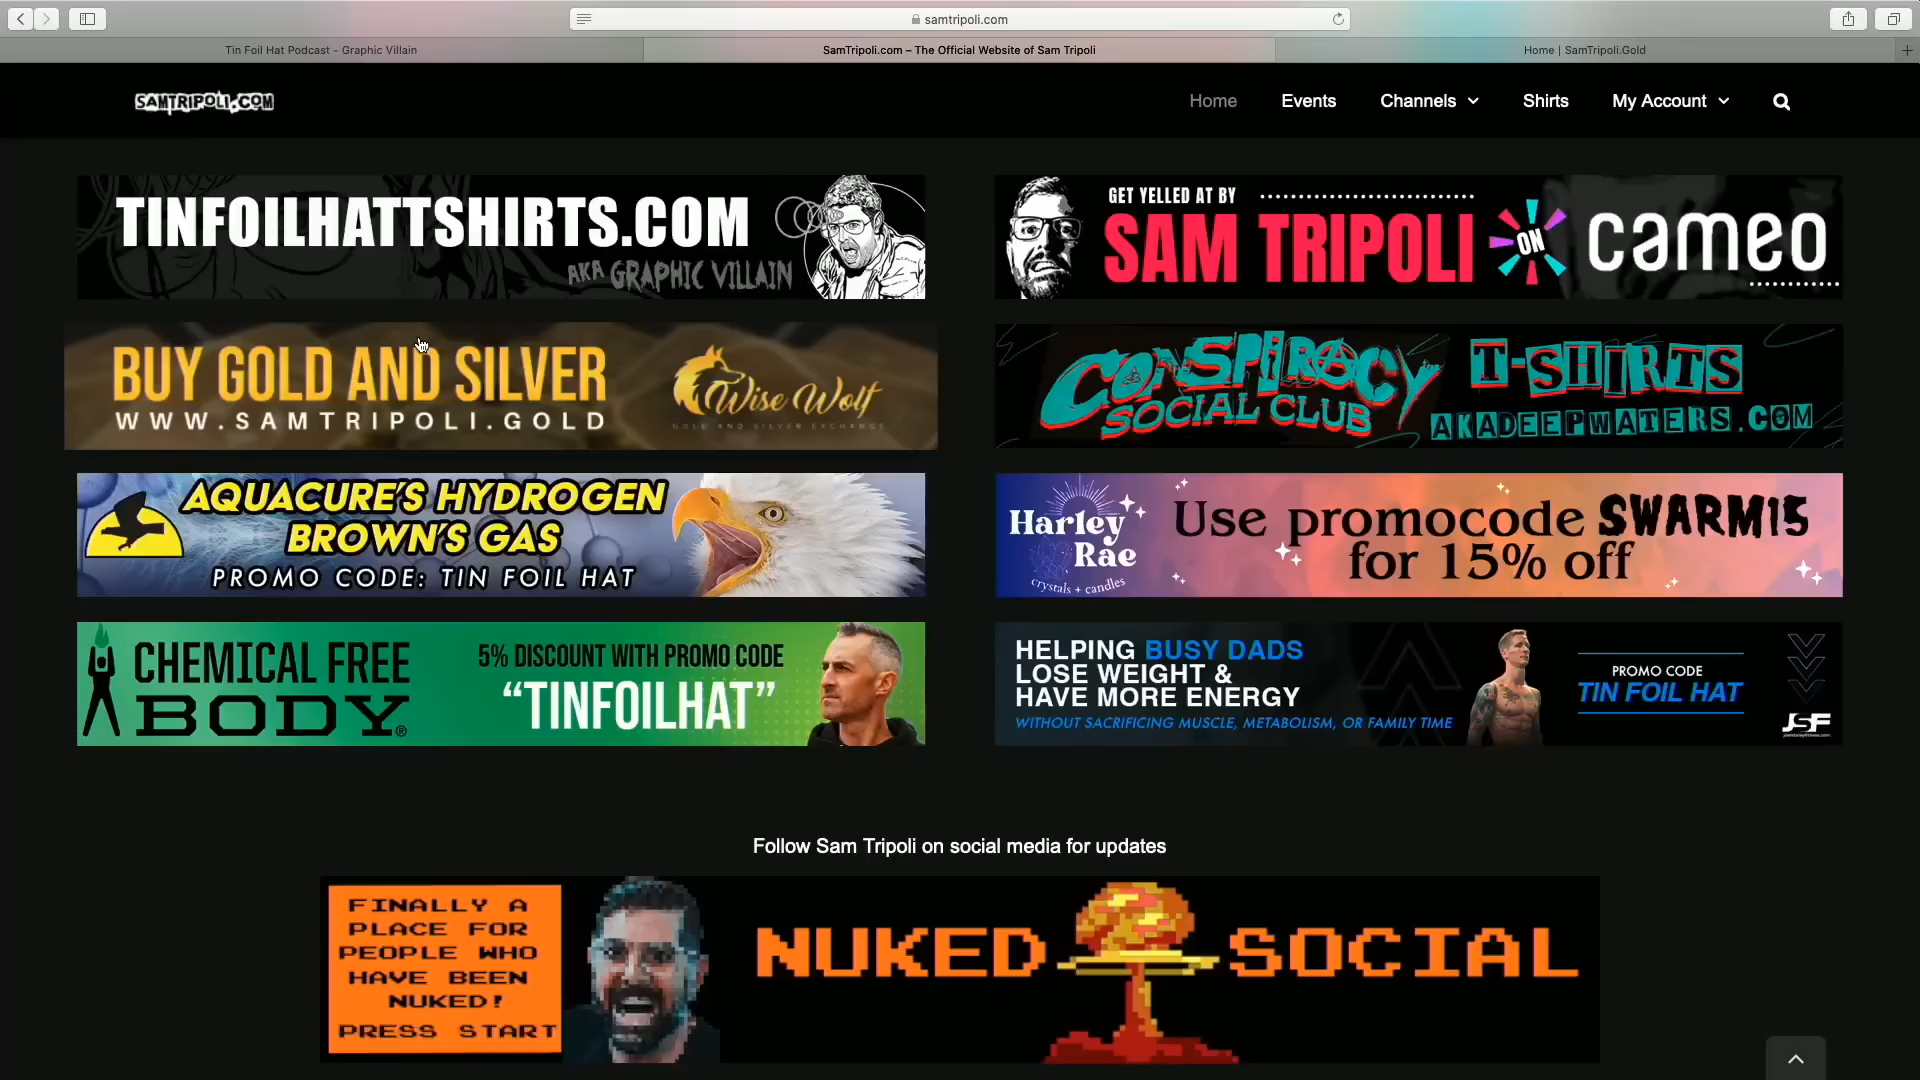 samtripoli.com
Tin Foil Hat Podcast - Graphic Villain
SamTripoli.com – The Official Website of Sam Tripoli
Home | SamTripoli.Gold
SAMTRIPOLI.COM
Home
Events
Channels
Shirts
My Account
TINFOILHATTSHIRTS.COM
AKA GRAPHIC VILLAIN
GET YELLED AT BY
SAM TRIPOLI ON cameo
BUY GOLD AND SILVER
WWW.SAMTRIPOLI.GOLD
Wise Wolf
GOLD AND SILVER EXCHANGE
CONSPIRACY
SOCIAL CLUB
T-SHIRTS
AKADEEPWATERS.COM
AQUACURE'S HYDROGEN
BROWN'S GAS
PROMO CODE: TIN FOIL HAT
Harley
Rae
crystals + candles
Use promocode SWARM15
for 15% off
CHEMICAL FREE
BODY®
5% DISCOUNT WITH PROMO CODE
"TINFOILHAT"
HELPING BUSY DADS
LOSE WEIGHT &
HAVE MORE ENERGY
WITHOUT SACRIFICING MUSCLE, METABOLISM, OR FAMILY TIME
PROMO CODE
TIN FOIL HAT
JSF
Follow Sam Tripoli on social media for updates
FINALLY A
PLACE FOR
PEOPLE WHO
HAVE BEEN
NUKED!
PRESS START
NUKED SOCIAL